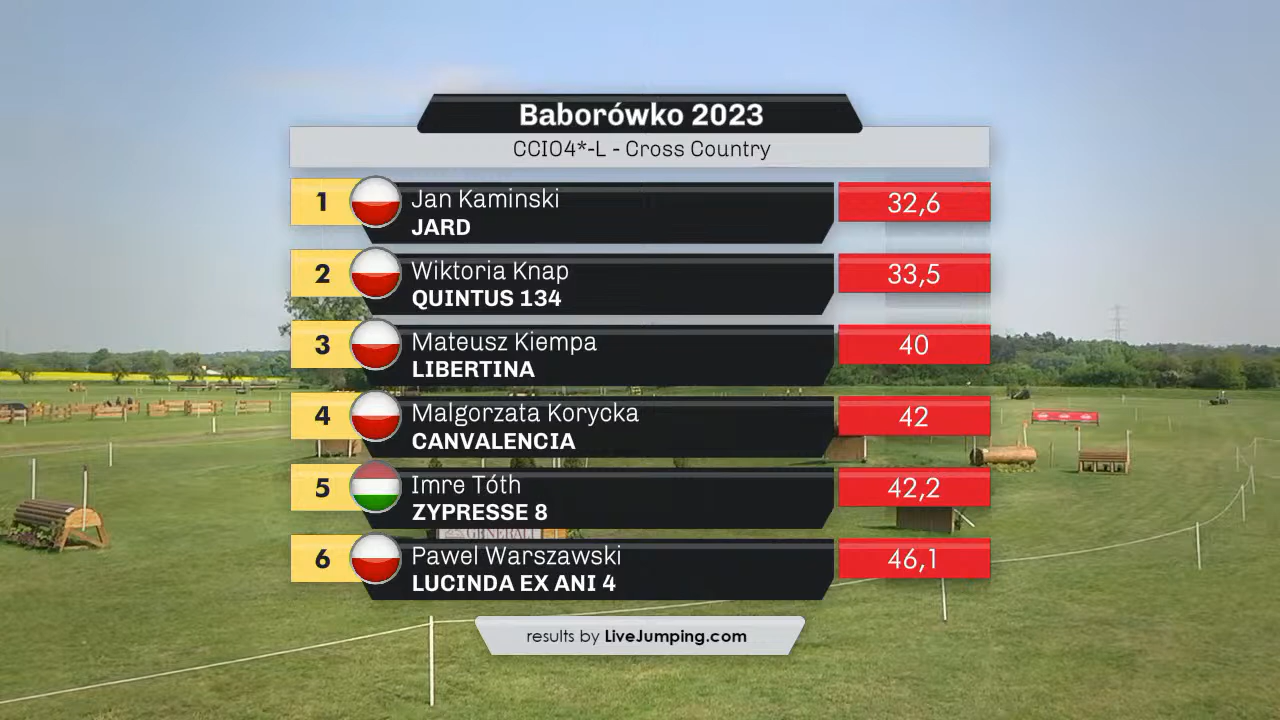 Baborówko 2023
CCIO4*-L - Cross Country
1 Jan Kaminski 32,6
JARD
2 Wiktoria Knap 33,5
QUINTUS 134
3 Mateusz Kiempa 40
LIBERTINA
4 Malgorzata Korycka 42
CANVALENCIA
5 Imre Tóth 42,2
ZYPRESSE 8
GENERALI
6 Pawel Warszawski 46,1
LUCINDA EX ANI 4
results by LiveJumping.com